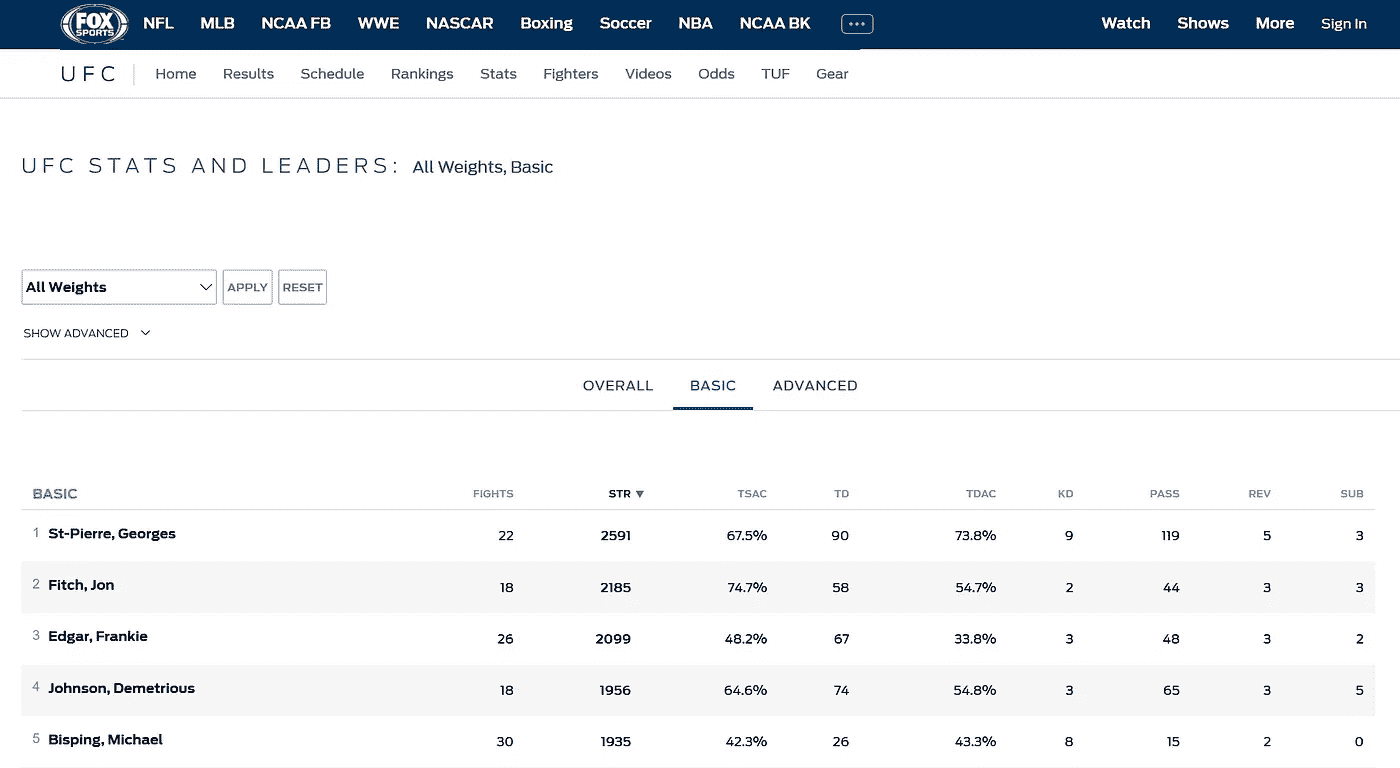 FOX SPORTS NFL MLB NCAA FB WWE NASCAR Boxing Soccer NBA NCAA BK ... Watch Shows More Sign In
UFC Home Results Schedule Rankings Stats Fighters Videos Odds TUF Gear
UFC STATS AND LEADERS: All Weights, Basic
All Weights APPLY RESET
SHOW ADVANCED
OVERALL BASIC ADVANCED
BASIC FIGHTS STR ▼ TSAC TD TDAC KD PASS REV SUB
1 St-Pierre, Georges 22 2591 67.5% 90 73.8% 9 119 5 3
2 Fitch, Jon 18 2185 74.7% 58 54.7% 2 44 3 3
3 Edgar, Frankie 26 2099 48.2% 67 33.8% 3 48 3 2
4 Johnson, Demetrious 18 1956 64.6% 74 54.8% 3 65 3 5
5 Bisping, Michael 30 1935 42.3% 26 43.3% 8 15 2 0